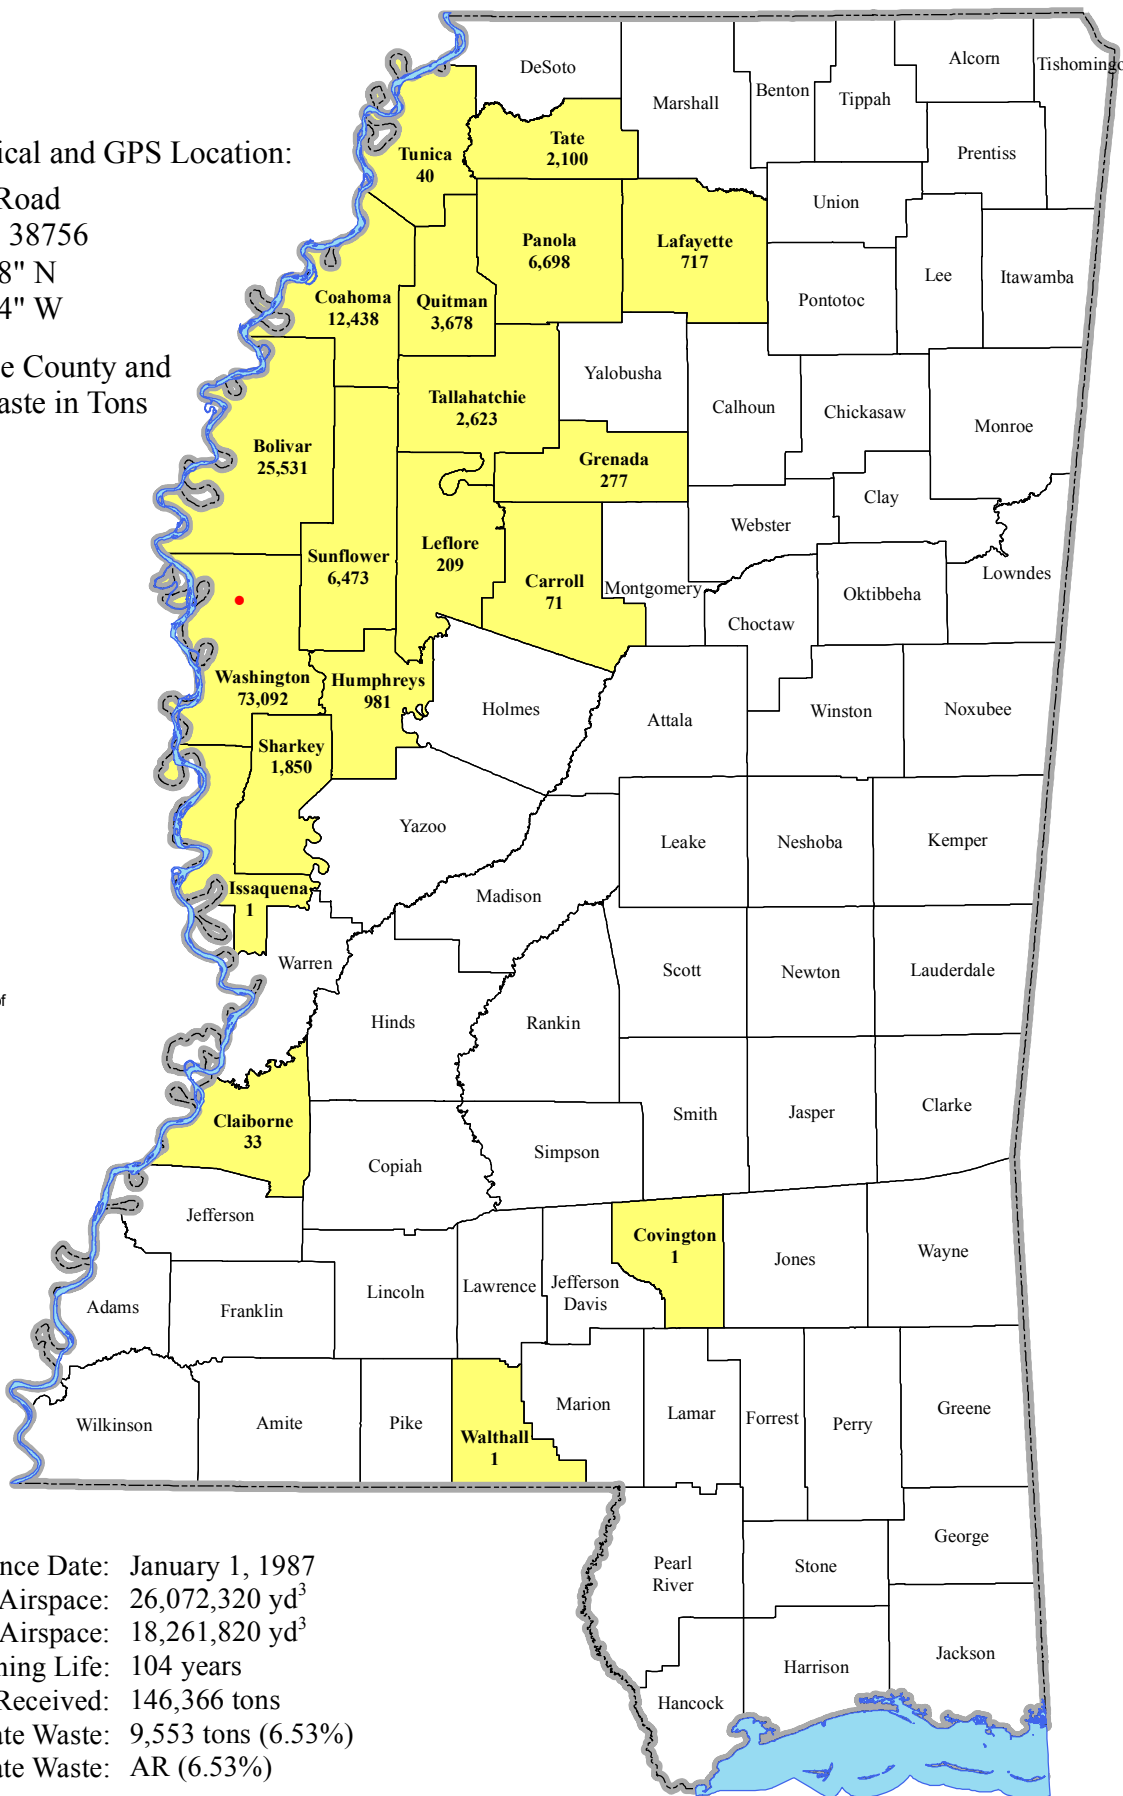 DeSoto
Marshall
Benton
Tippah
Alcorn
Tishomingo
Prentiss
ical and GPS Location:
Road
38756
8" N
4" W
e County and
aste in Tons
Tunica
40
Tate
2,100
Union
Panola
6,698
Lafayette
717
Pontotoc
Lee
Itawamba
Coahoma
12,438
Quitman
3,678
Yalobusha
Tallahatchie
2,623
Calhoun
Chickasaw
Monroe
Bolivar
25,531
Grenada
277
Clay
Webster
Sunflower
6,473
Leflore
209
Carroll
71
Montgomery
Choctaw
Oktibbeha
Lowndes
Washington
73,092
Humphreys
981
Holmes
Attala
Winston
Noxubee
Sharkey
1,850
Yazoo
Leake
Neshoba
Kemper
Issaquena
1
Madison
Warren
Scott
Newton
Lauderdale
of
Hinds
Rankin
Claiborne
33
Smith
Jasper
Clarke
Copiah
Simpson
Jefferson
Covington
1
Jones
Wayne
Adams
Franklin
Lincoln
Lawrence
Jefferson
Davis
Wilkinson
Amite
Pike
Walthall
1
Marion
Lamar
Forrest
Perry
Greene
Pearl
River
Stone
George
Hancock
Harrison
Jackson
nce Date: January 1, 1987
Airspace: 26,072,320 yd³
Airspace: 18,261,820 yd³
ning Life: 104 years
Received: 146,366 tons
ate Waste: 9,553 tons (6.53%)
ate Waste: AR (6.53%)